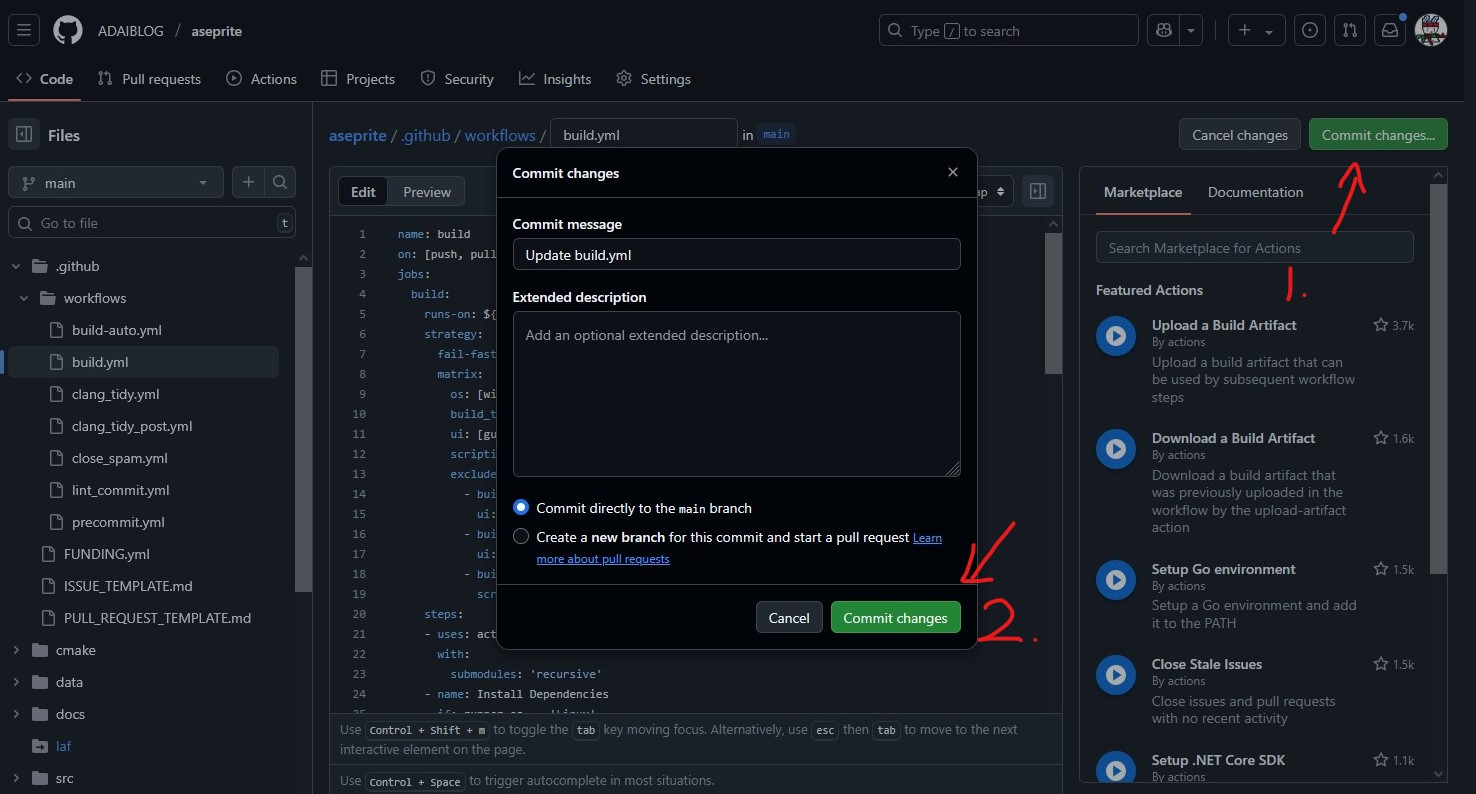 ADAIBLOG / aseprite
Type / to search
Code
Pull requests
Actions
Projects
Security
Insights
Settings
Files
main
Go to file
t
.github
workflows
build-auto.yml
build.yml
clang_tidy.yml
clang_tidy_post.yml
close_spam.yml
lint_commit.yml
precommit.yml
FUNDING.yml
ISSUE_TEMPLATE.md
PULL_REQUEST_TEMPLATE.md
cmake
data
docs
laf
src
aseprite / .github / workflows / build.yml in main
Cancel changes
Commit changes...
Edit
Preview
1 name: build
2 on: [push, pull
3 jobs:
4 build:
5 runs-on: ${
6 strategy:
7 fail-fast
8 matrix:
9 os: [wi
10 build_t
11 ui: [gu
12 scripti
13 exclude
14 - bui
15 ui:
16 - bui
17 ui:
18 - bui
19 scr
20 steps:
21 - uses: act
22 with:
23 submodules: 'recursive'
24 - name: Install Dependencies
Use Control + Shift + m to toggle the tab key moving focus. Alternatively, use esc then tab to move to the next
interactive element on the page.
Use Control + Space to trigger autocomplete in most situations.
Commit changes
Commit message
Update build.yml
Extended description
Add an optional extended description...
Commit directly to the main branch
Create a new branch for this commit and start a pull request Learn
more about pull requests
Cancel
Commit changes
2.
1.
Marketplace
Documentation
Search Marketplace for Actions
Featured Actions
Upload a Build Artifact
3.7k
By actions
Upload a build artifact that can
be used by subsequent workflow
steps
Download a Build Artifact
1.6k
By actions
Download a build artifact that
was previously uploaded in the
workflow by the upload-artifact
action
Setup Go environment
1.5k
By actions
Setup a Go environment and add
it to the PATH
Close Stale Issues
1.5k
By actions
Close issues and pull requests
with no recent activity
Setup .NET Core SDK
1.1k
By actions